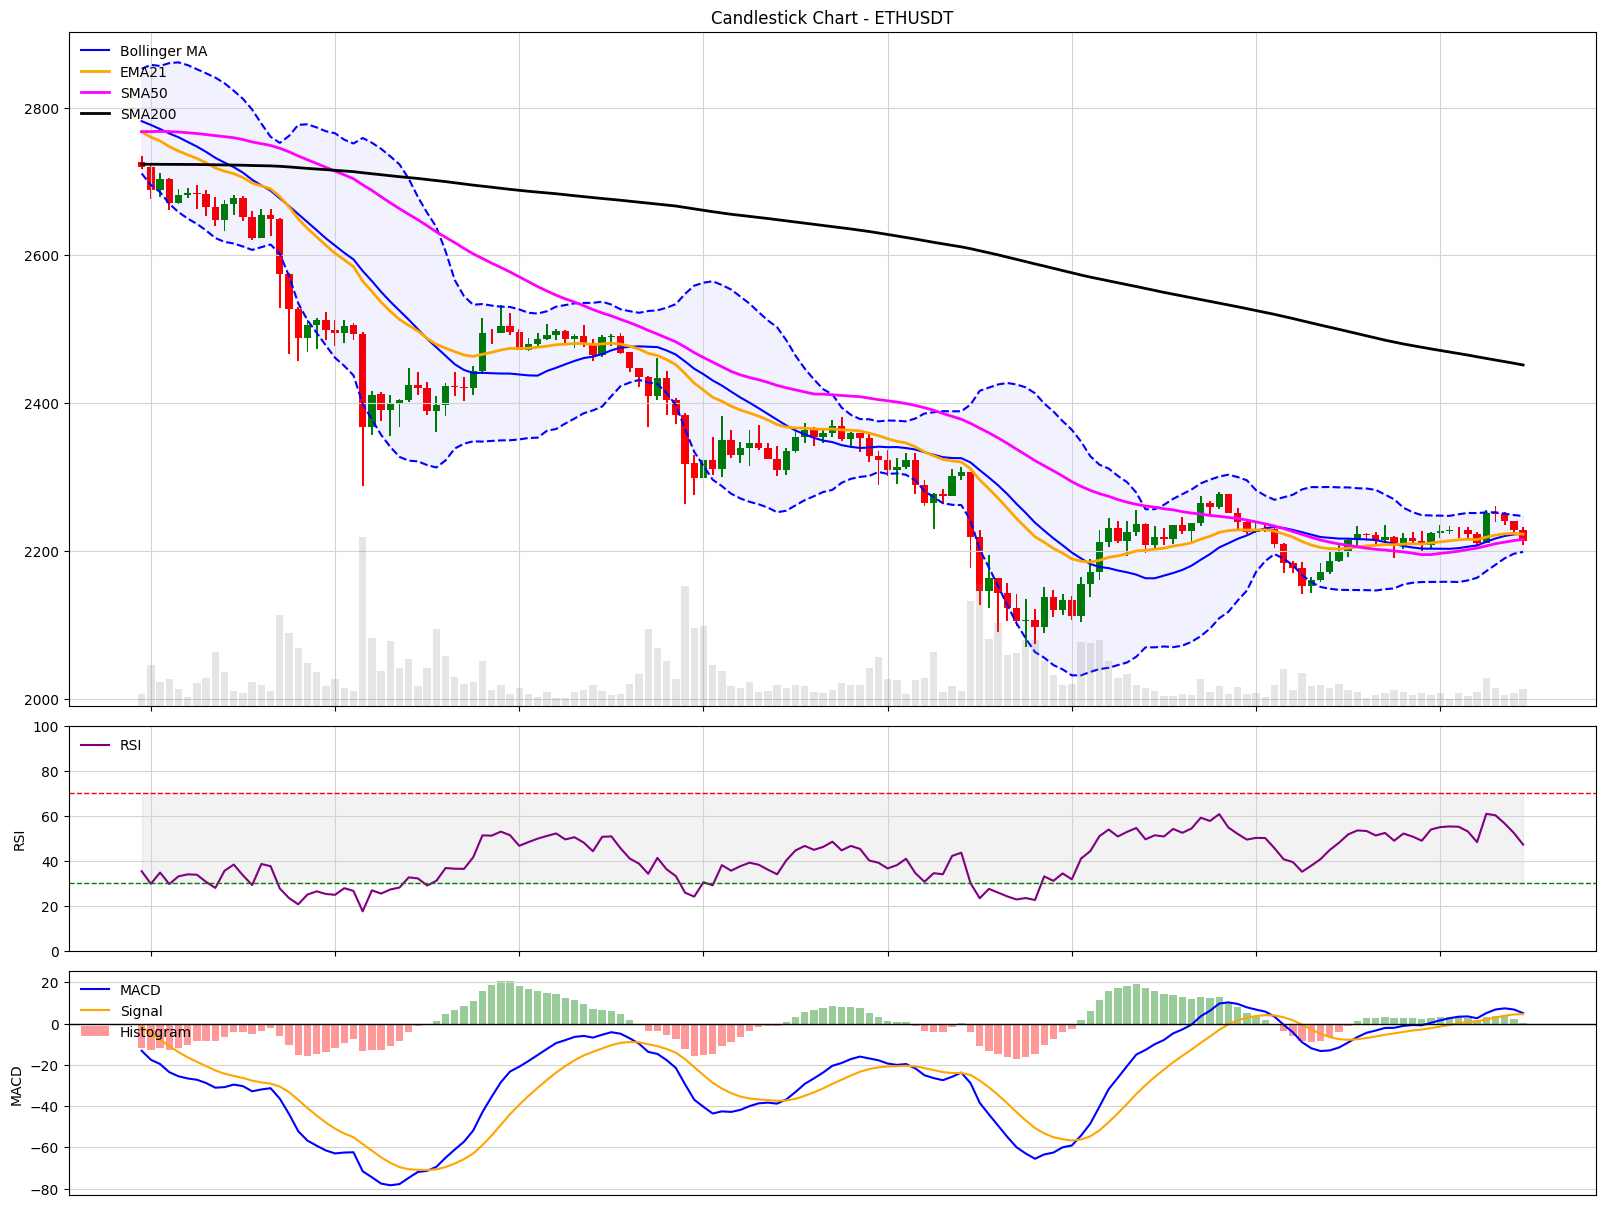 Candlestick Chart - ETHUSDT
Bollinger MA
EMA21
SMA50
SMA200
2800
2600
2400
2200
2000
RSI
RSI
100
80
60
40
20
0
MACD
Signal
Histogram
MACD
20
0
−20
−40
−60
−80